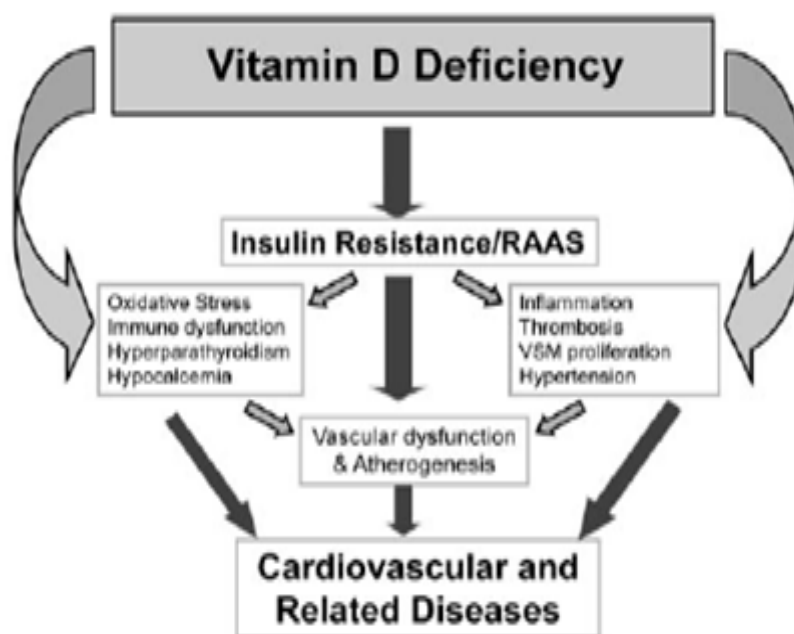 Vitamin D Deficiency
Insulin Resistance/RAAS
Oxidative Stress
Immune dysfunction
Hyperparathyroidism
Hypocalcemia
Inflammation
Thrombosis
VSM proliferation
Hypertension
Vascular dysfunction
& Atherogenesis
Cardiovascular and
Related Diseases